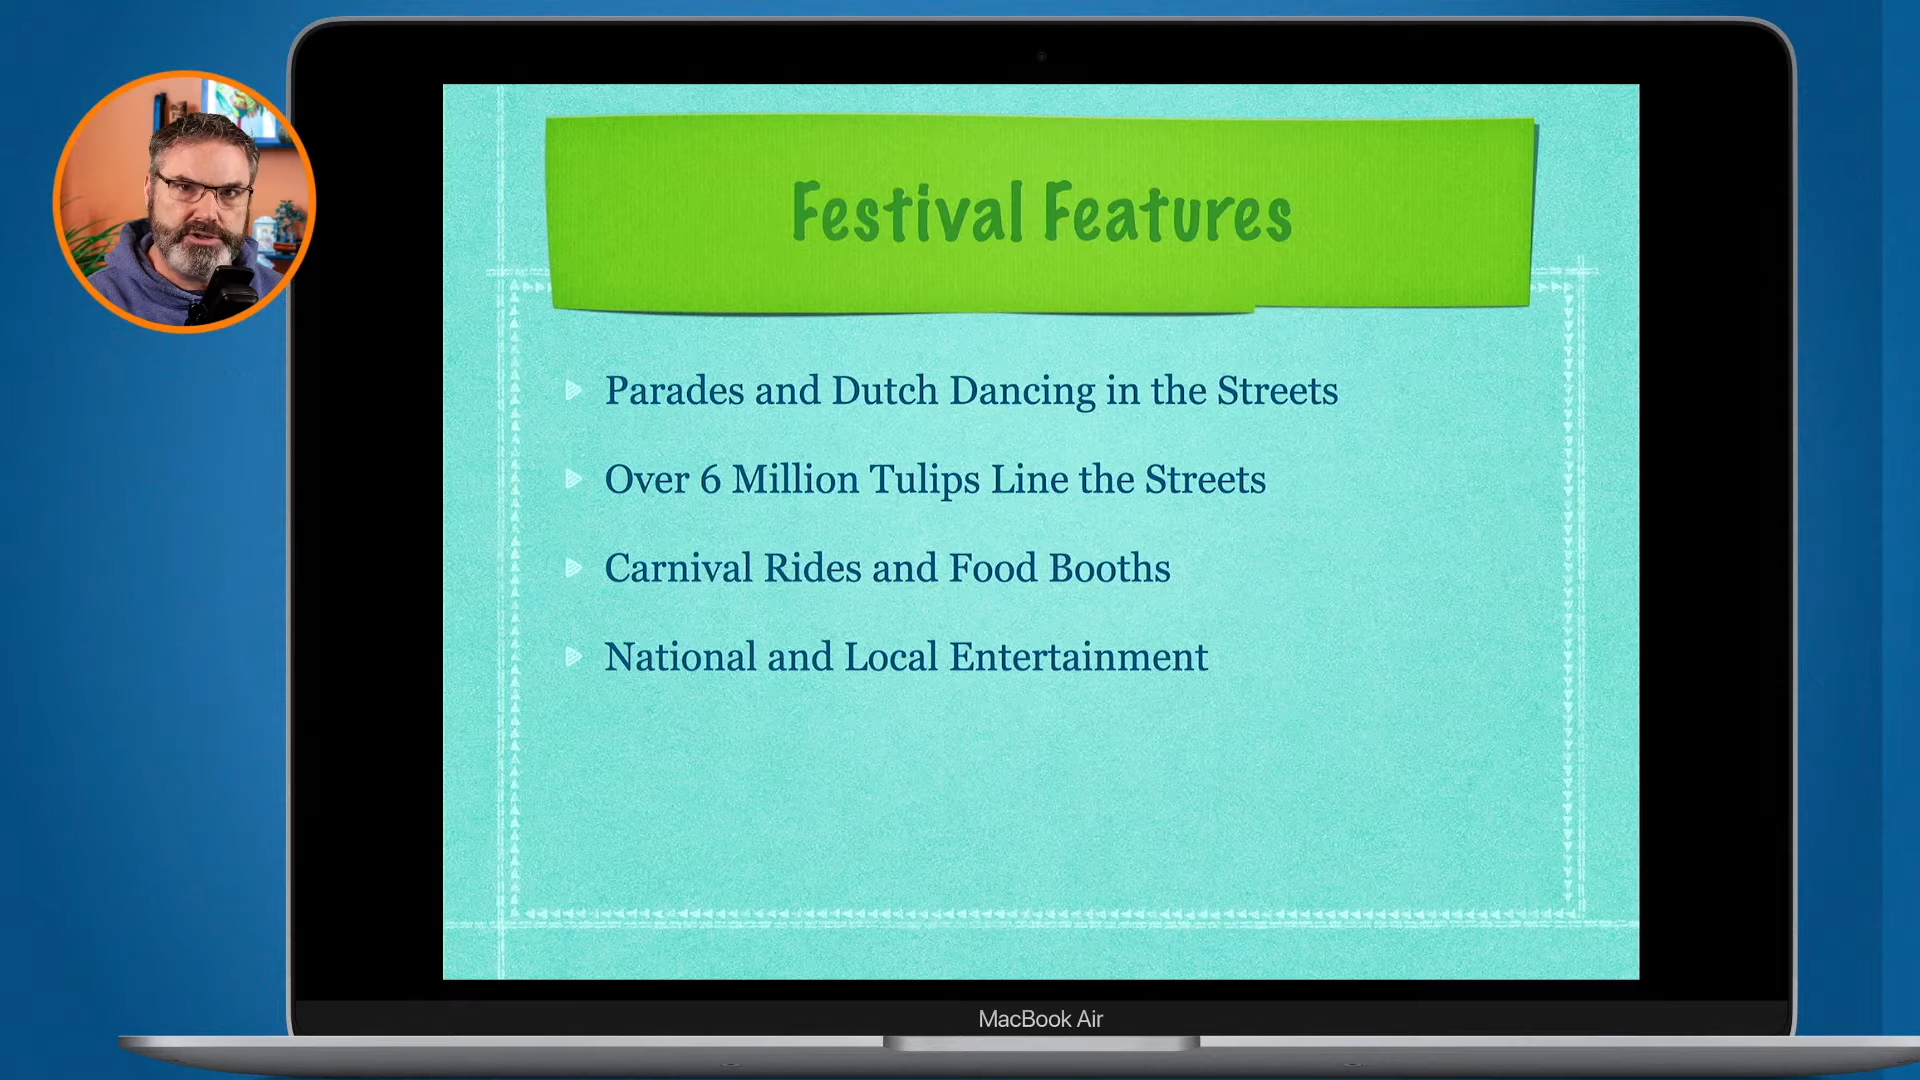 Festival Features
Parades and Dutch Dancing in the Streets
Over 6 Million Tulips Line the Streets
Carnival Rides and Food Booths
National and Local Entertainment
MacBook Air